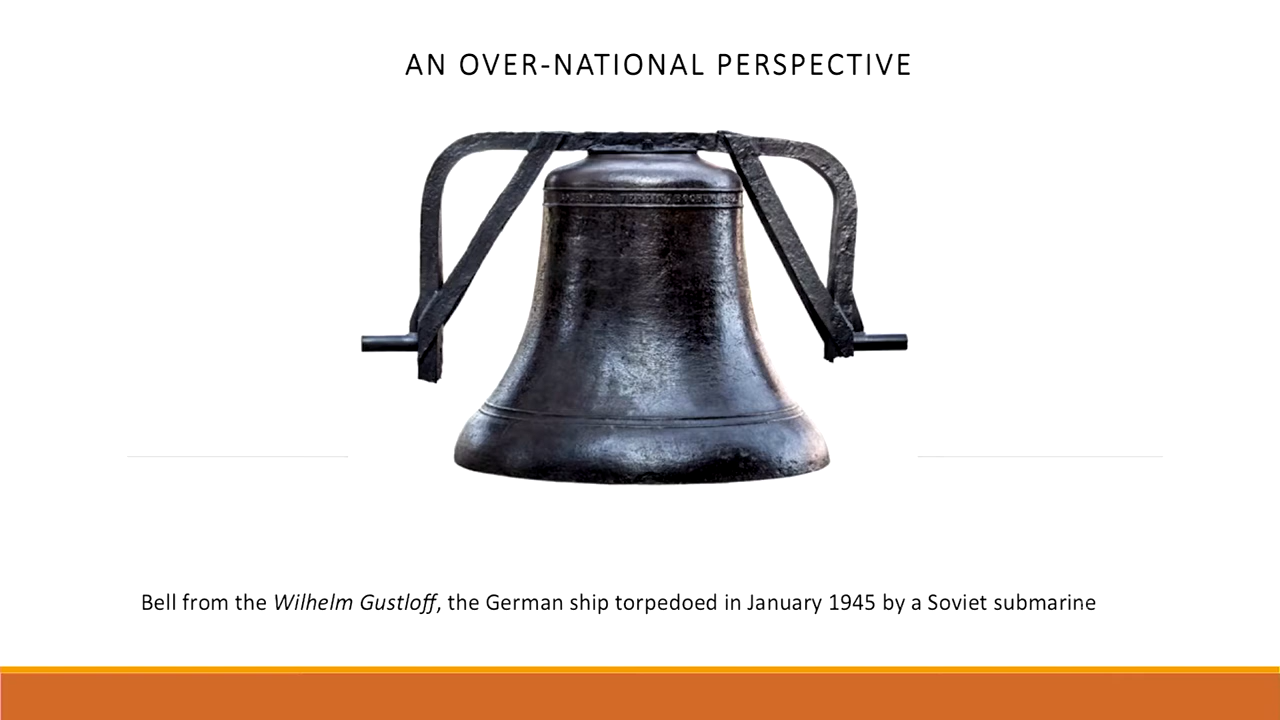 AN OVER-NATIONAL PERSPECTIVE
Bell from the Wilhelm Gustloff, the German ship torpedoed in January 1945 by a Soviet submarine